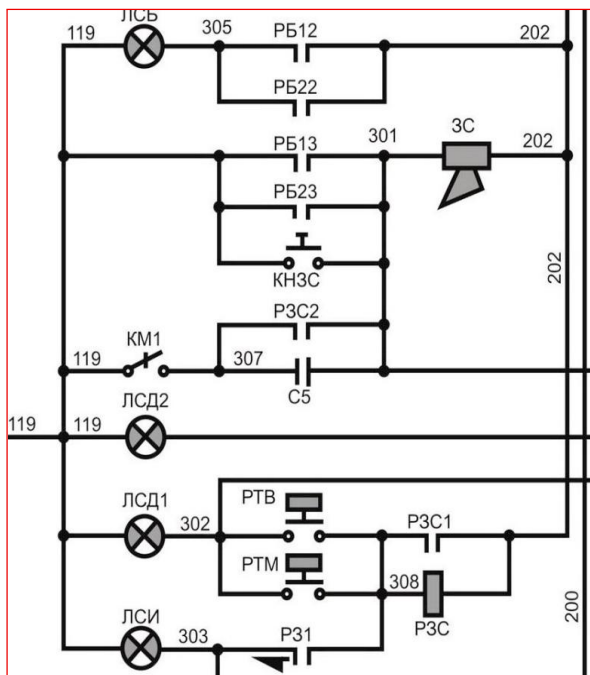 ЛСБ
119 305 РБ12 202
РБ22
РБ13 301 ЗС 202
РБ23
КНЗС
202
РЗС2
КМ1
119 307
С5
ЛСД2
119 119
ЛСД1 РТВ
302 РЗС1
РТМ 308
РЗС
200
ЛСИ
303 РЗ1